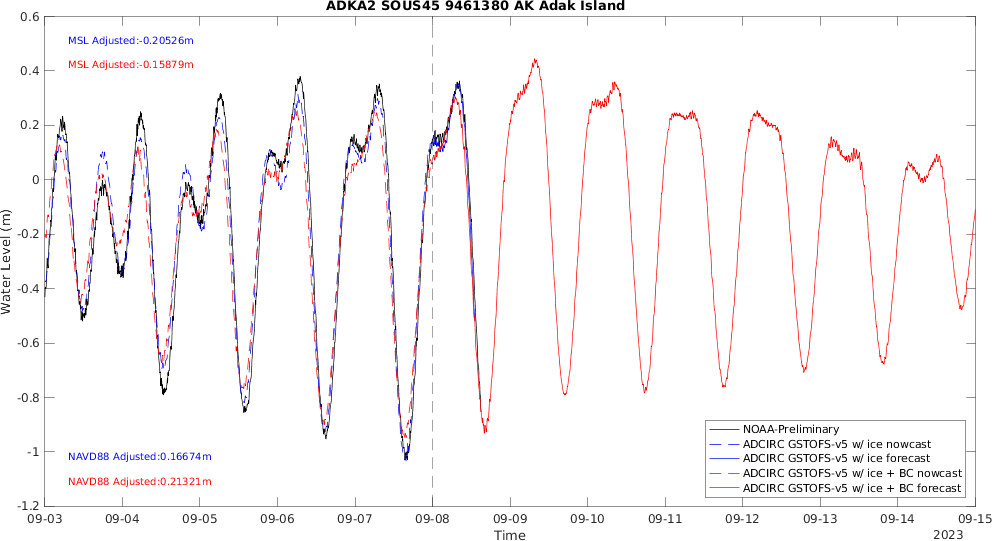 ADKA2 SOUS45 9461380 AK Adak Island
0.6
0.4
0.2
0
-0.2
-0.4
-0.6
-0.8
-1
-1.2
Water Level (m)
MSL Adjusted:-0.20526m
MSL Adjusted:-0.15879m
NAVD88 Adjusted:0.16674m
NAVD88 Adjusted:0.21321m
NOAA-Preliminary
ADCIRC GSTOFS-v5 w/ ice nowcast
ADCIRC GSTOFS-v5 w/ ice forecast
ADCIRC GSTOFS-v5 w/ ice + BC nowcast
ADCIRC GSTOFS-v5 w/ ice + BC forecast
09-03 09-04 09-05 09-06 09-07 09-08 09-09 09-10 09-11 09-12 09-13 09-14 09-15
Time
2023